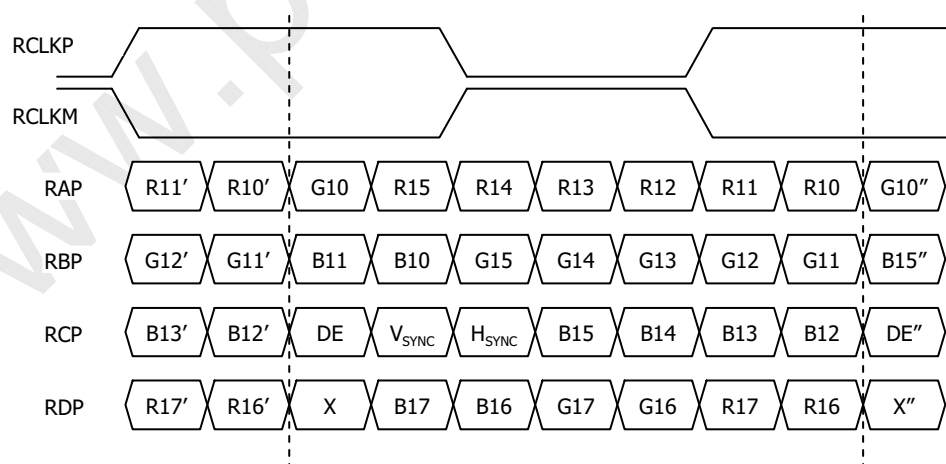 RCLKP
RCLKM
RAP R11′ R10′ G10 R15 R14 R13 R12 R11 R10 G10″
RBP G12′ G11′ B11 B10 G15 G14 G13 G12 G11 B15″
RCP B13′ B12′ DE VSYNC HSYNC B15 B14 B13 B12 DE″
RDP R17′ R16′ X B17 B16 G17 G16 R17 R16 X″